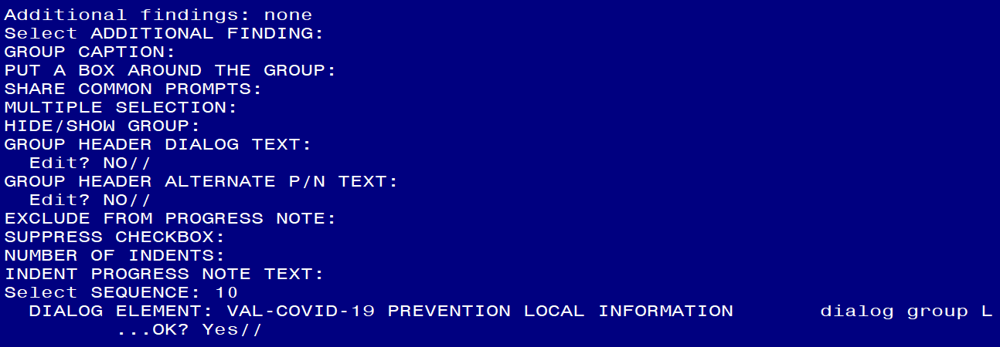 Additional findings: none
Select ADDITIONAL FINDING:
GROUP CAPTION:
PUT A BOX AROUND THE GROUP:
SHARE COMMON PROMPTS:
MULTIPLE SELECTION:
HIDE/SHOW GROUP:
GROUP HEADER DIALOG TEXT:
  Edit? NO//
GROUP HEADER ALTERNATE P/N TEXT:
  Edit? NO//
EXCLUDE FROM PROGRESS NOTE:
SUPPRESS CHECKBOX:
NUMBER OF INDENTS:
INDENT PROGRESS NOTE TEXT:
Select SEQUENCE: 10
  DIALOG ELEMENT: VAL-COVID-19 PREVENTION LOCAL INFORMATION       dialog group L
         ...OK? Yes//